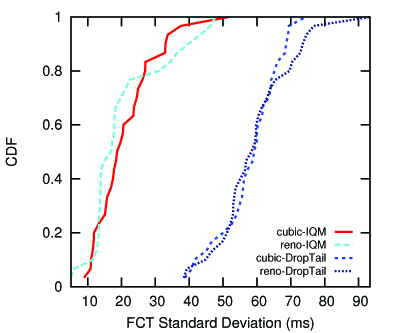 1
0.8
0.6
0.4
0.2
0
CDF
cubic-IQM
reno-IQM
cubic-DropTail
reno-DropTail
10 20 30 40 50 60 70 80 90
FCT Standard Deviation (ms)